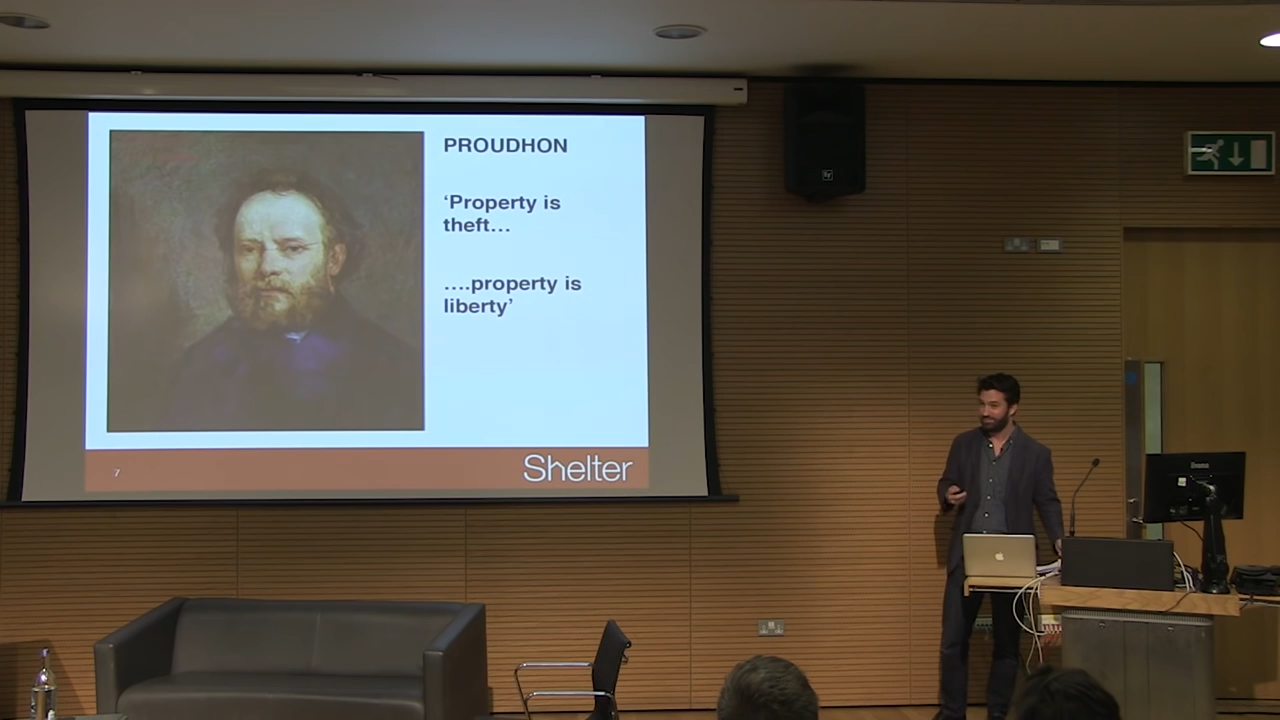 PROUDHON
‘Property is
theft…
….property is
liberty’
7
Shelter